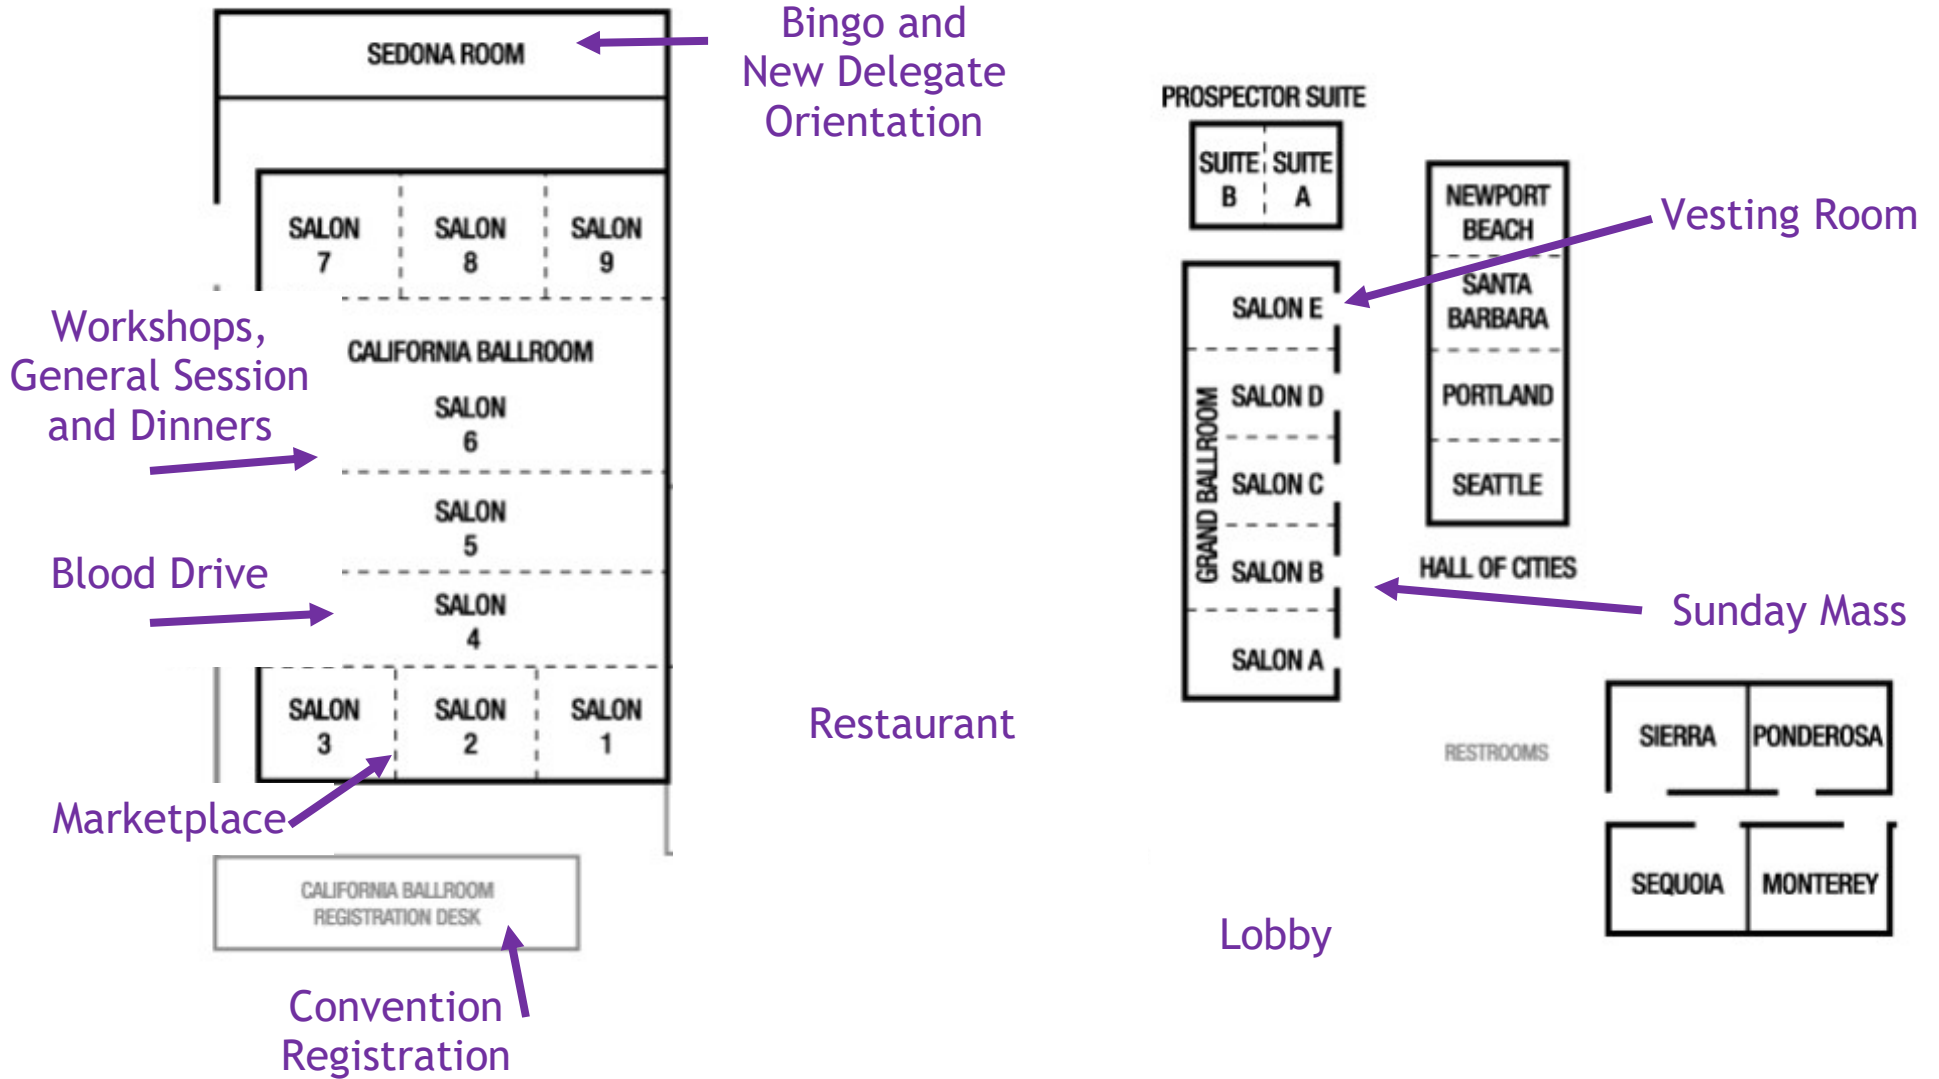 SEDONA ROOM
Bingo and
New Delegate
Orientation
SALON
7
SALON
8
SALON
9
Workshops,
General Session
and Dinners
CALIFORNIA BALLROOM
SALON
6
SALON
5
Blood Drive
SALON
4
SALON
3
SALON
2
SALON
1
Marketplace
CALIFORNIA BALLROOM
REGISTRATION DESK
Convention
Registration
Restaurant
PROSPECTOR SUITE
SUITE
B
SUITE
A
SALON E
SALON D
SALON C
SALON B
SALON A
GRAND BALLROOM
NEWPORT
BEACH
SANTA
BARBARA
PORTLAND
SEATTLE
HALL OF CITIES
Vesting Room
Sunday Mass
RESTROOMS
SIERRA
PONDEROSA
SEQUOIA
MONTEREY
Lobby